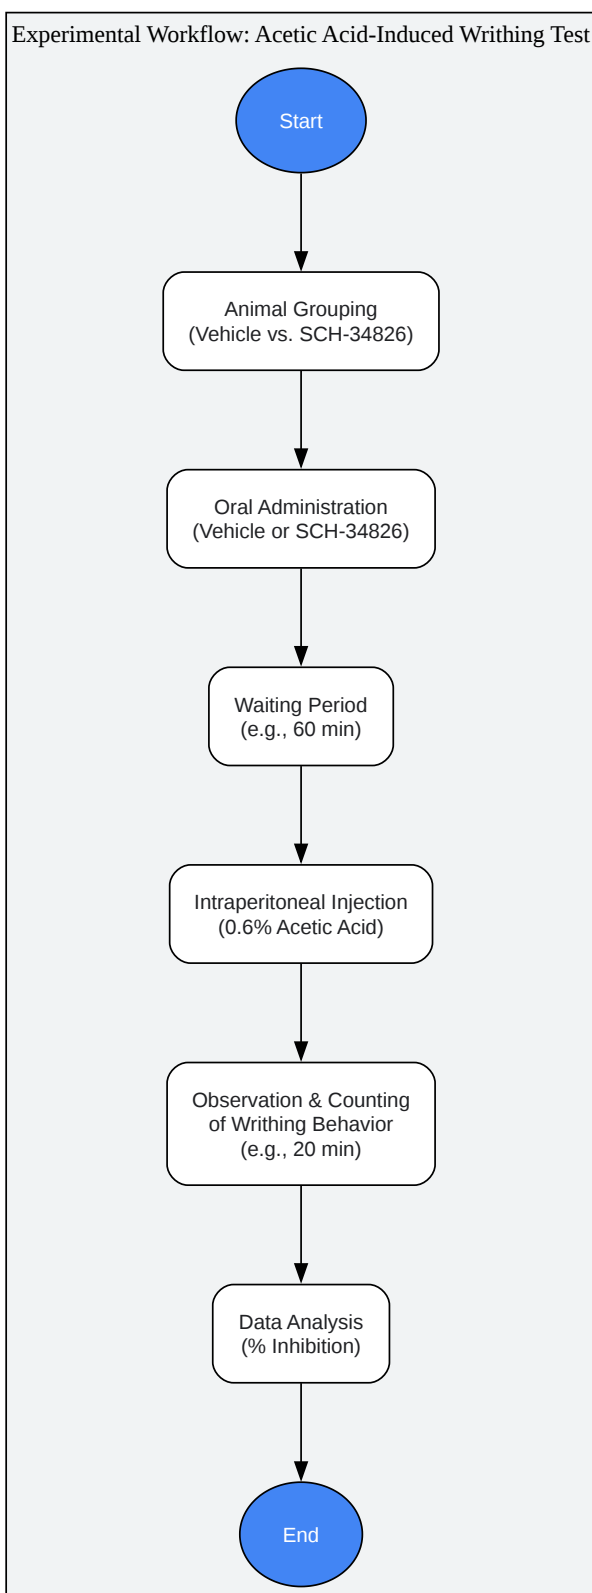 Experimental Workflow: Acetic Acid-Induced Writhing Test
Start
Animal Grouping
(Vehicle vs. SCH-34826)
Oral Administration
(Vehicle or SCH-34826)
Waiting Period
(e.g., 60 min)
Intraperitoneal Injection
(0.6% Acetic Acid)
Observation & Counting
of Writhing Behavior
(e.g., 20 min)
Data Analysis
(% Inhibition)
End